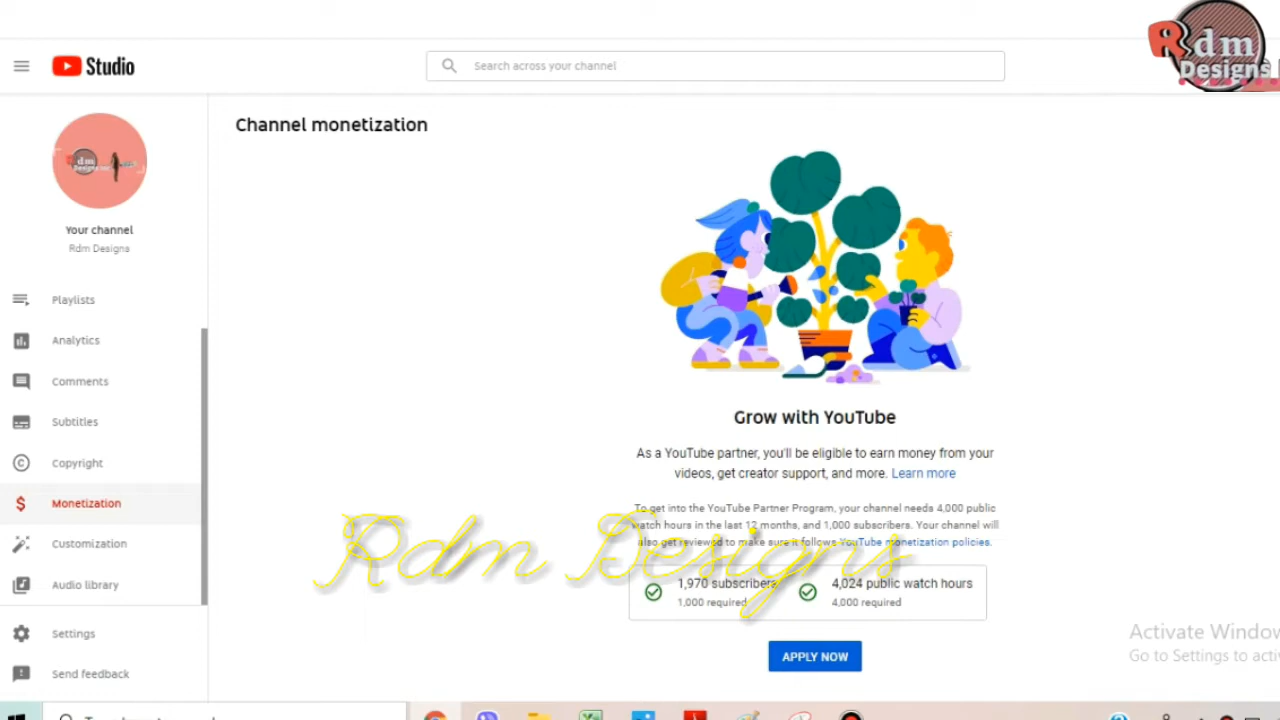 Rdm
Designs
Studio
Search across your channel
Channel monetization
Your channel
Rdm Designs
Playlists
Analytics
Comments
Subtitles
Copyright
Monetization
Customization
Audio library
Settings
Send feedback
Grow with YouTube
As a YouTube partner, you'll be eligible to earn money from your
videos, get creator support, and more. Learn more
To get into the YouTube Partner Program, your channel needs 4,000 public
watch hours in the last 12 months, and 1,000 subscribers. Your channel will
also get reviewed to make sure it follows YouTube monetization policies.
Rdm Designs
1,970 subscribers
1,000 required
4,024 public watch hours
4,000 required
APPLY NOW
Activate Window
Go to Settings to acti